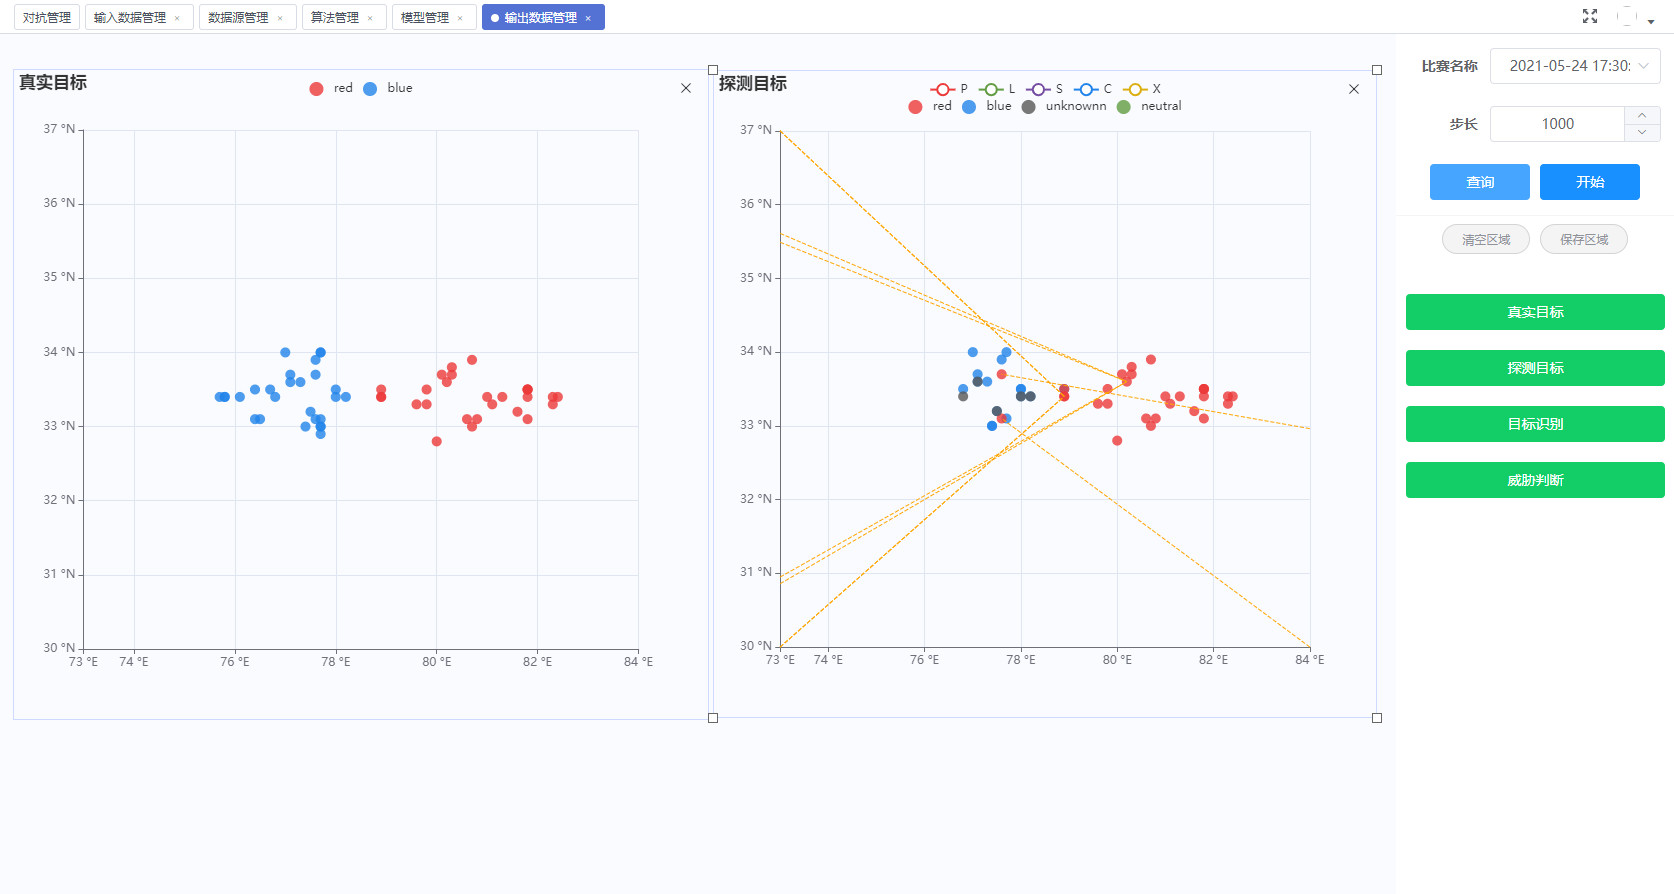 对抗管理 输入数据管理 × 数据源管理 × 算法管理 × 模型管理 × 输出数据管理 ×
真实目标
red blue
37 °N
36 °N
35 °N
34 °N
33 °N
32 °N
31 °N
30 °N
73 °E 74 °E 76 °E 78 °E 80 °E 82 °E 84 °E
探测目标
P L S C X
red blue unknownn neutral
37 °N
36 °N
35 °N
34 °N
33 °N
32 °N
31 °N
30 °N
73 °E 74 °E 76 °E 78 °E 80 °E 82 °E 84 °E
比赛名称 2021-05-24 17:30:
步长 1000
查询 开始
清空区域 保存区域
真实目标
探测目标
目标识别
威胁判断